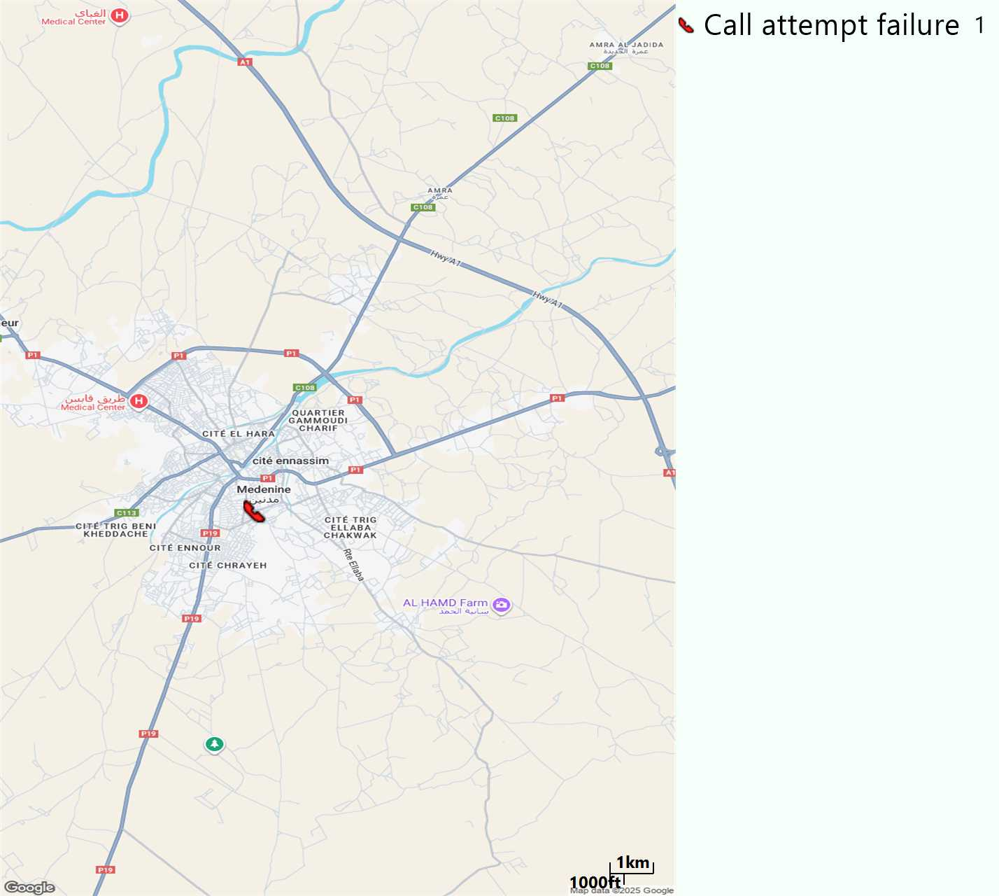 الغباي
Medical Center
A1
AMRA AL JADIDA
عمرة الجديدة
C108
C108
AMRA
عمرة
C108
Hwy A1
Hwy A1
eur
P1
P1
P1
C108
طريق قابس
Medical Center
P1
P1
QUARTIER
GAMMOUDI
CHARIF
CITÉ EL HARA
cité ennassim
P1
P1
A1
Medenine
مدنين
C113
CITÉ TRIG BENI
KHEDDACHE
P19
CITÉ TRIG
ELLABA
CHAKWAK
CITÉ ENNOUR
CITÉ CHRAYEH
Rte Ellaba
AL HAMD Farm
سانية الحمد
P19
P19
P19
1km
1000ft
Google
Map data ©2025 Google
Call attempt failure 1